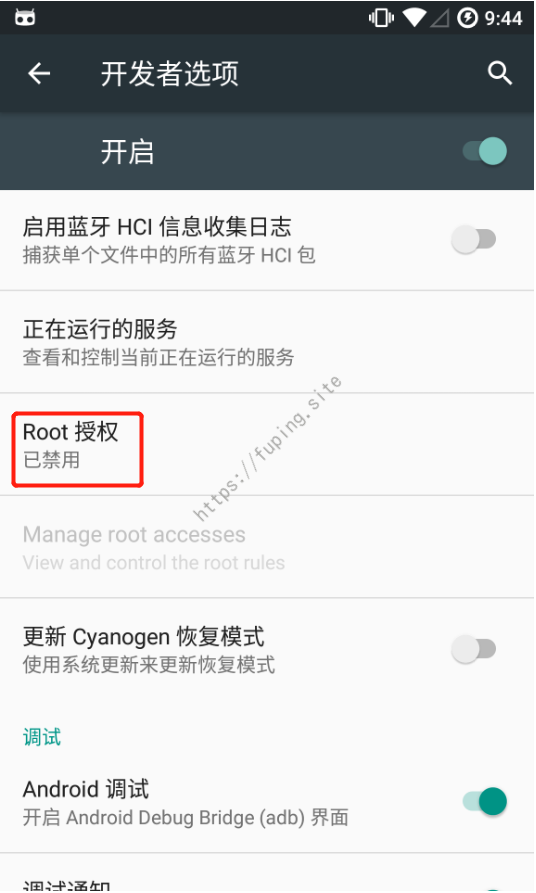 9:44
开发者选项
开启
启用蓝牙 HCI 信息收集日志
捕获单个文件中的所有蓝牙 HCI 包
正在运行的服务
查看和控制当前正在运行的服务
https://fuping.site
Root 授权
已禁用
Manage root accesses
View and control the root rules
更新 Cyanogen 恢复模式
使用系统更新来更新恢复模式
调试
Android 调试
开启 Android Debug Bridge (adb) 界面
调试通知